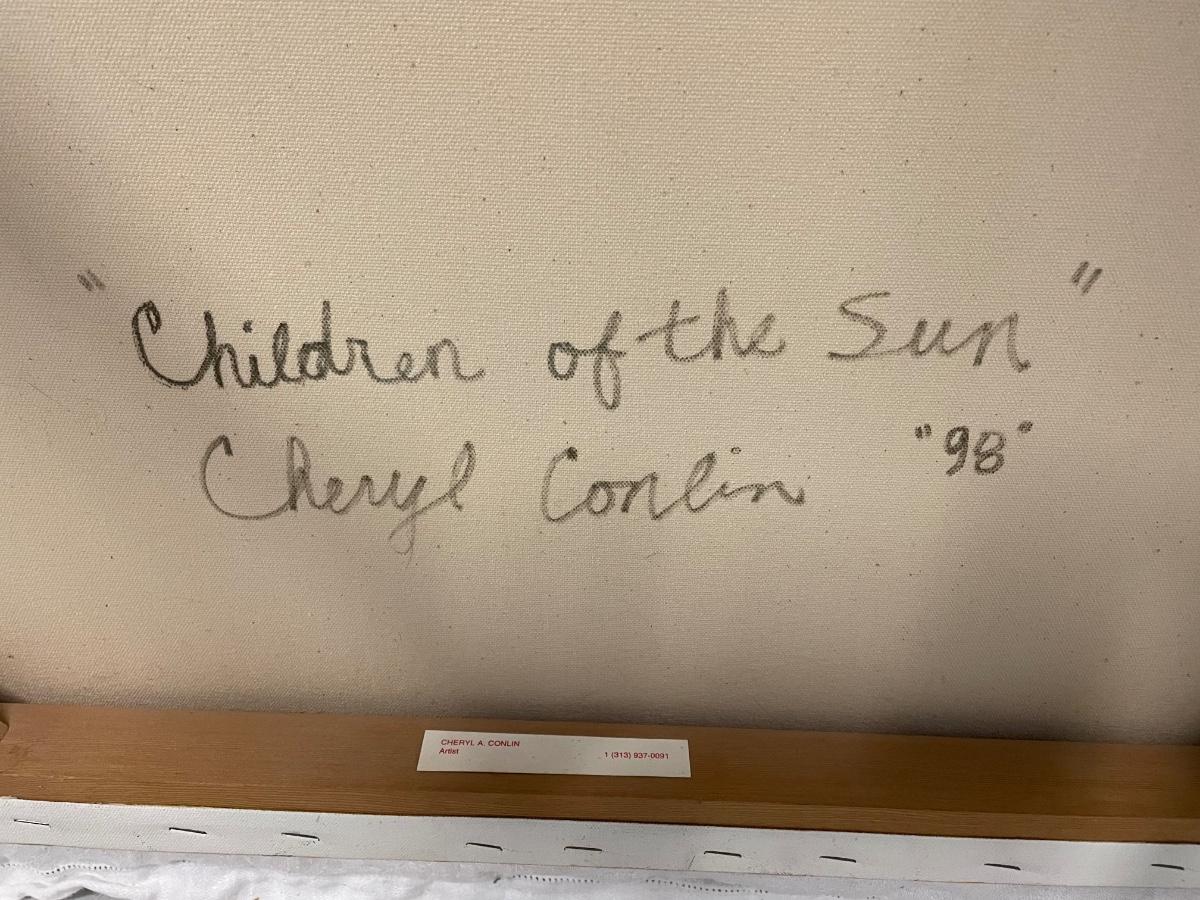 "Children of the Sun"
Cheryl Conlin "98"
CHERYL A. CONLIN
Artist 1 (313) 937-0091